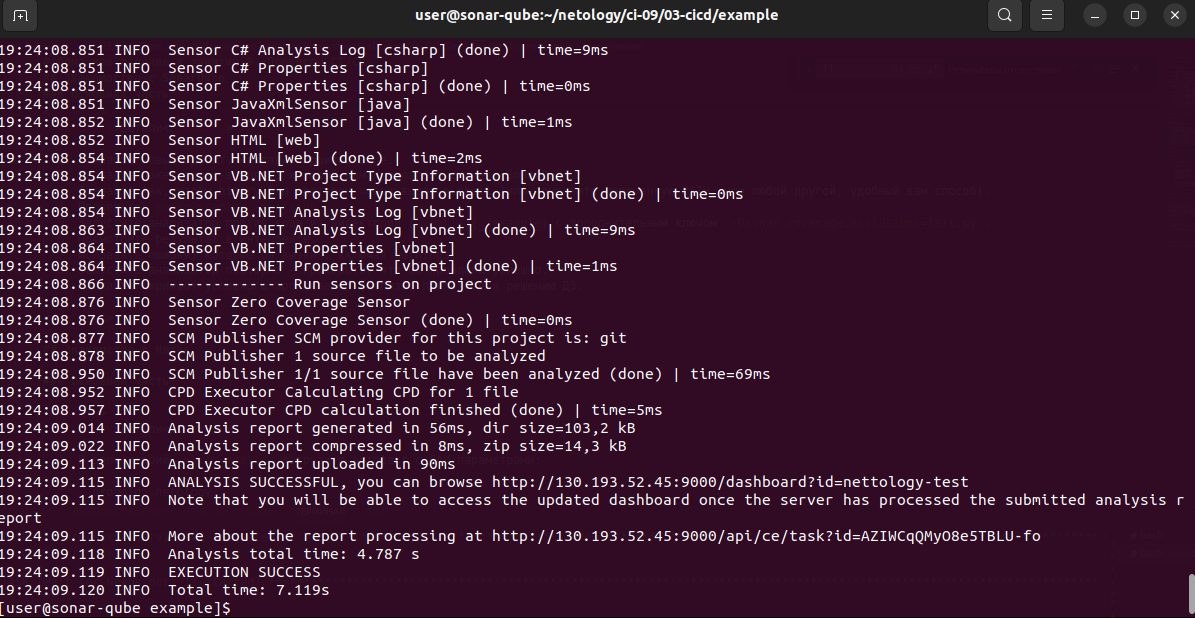 user@sonar-qube:~/netology/ci-09/03-cicd/example
19:24:08.851 INFO  Sensor C# Analysis Log [csharp] (done) | time=9ms
19:24:08.851 INFO  Sensor C# Properties [csharp]
19:24:08.851 INFO  Sensor C# Properties [csharp] (done) | time=0ms
19:24:08.851 INFO  Sensor JavaXmlSensor [java]
19:24:08.852 INFO  Sensor JavaXmlSensor [java] (done) | time=1ms
19:24:08.852 INFO  Sensor HTML [web]
19:24:08.854 INFO  Sensor HTML [web] (done) | time=2ms
19:24:08.854 INFO  Sensor VB.NET Project Type Information [vbnet]
19:24:08.854 INFO  Sensor VB.NET Project Type Information [vbnet] (done) | time=0ms
19:24:08.854 INFO  Sensor VB.NET Analysis Log [vbnet]
19:24:08.863 INFO  Sensor VB.NET Analysis Log [vbnet] (done) | time=9ms
19:24:08.864 INFO  Sensor VB.NET Properties [vbnet]
19:24:08.864 INFO  Sensor VB.NET Properties [vbnet] (done) | time=1ms
19:24:08.866 INFO  ------------- Run sensors on project
19:24:08.876 INFO  Sensor Zero Coverage Sensor
19:24:08.876 INFO  Sensor Zero Coverage Sensor (done) | time=0ms
19:24:08.877 INFO  SCM Publisher SCM provider for this project is: git
19:24:08.878 INFO  SCM Publisher 1 source file to be analyzed
19:24:08.950 INFO  SCM Publisher 1/1 source file have been analyzed (done) | time=69ms
19:24:08.952 INFO  CPD Executor Calculating CPD for 1 file
19:24:08.957 INFO  CPD Executor CPD calculation finished (done) | time=5ms
19:24:09.014 INFO  Analysis report generated in 56ms, dir size=103,2 kB
19:24:09.022 INFO  Analysis report compressed in 8ms, zip size=14,3 kB
19:24:09.113 INFO  Analysis report uploaded in 90ms
19:24:09.115 INFO  ANALYSIS SUCCESSFUL, you can browse http://130.193.52.45:9000/dashboard?id=nettology-test
19:24:09.115 INFO  Note that you will be able to access the updated dashboard once the server has processed the submitted analysis r
eport
19:24:09.115 INFO  More about the report processing at http://130.193.52.45:9000/api/ce/task?id=AZIWCqQMyO8e5TBLU-fo
19:24:09.118 INFO  Analysis total time: 4.787 s
19:24:09.119 INFO  EXECUTION SUCCESS
19:24:09.120 INFO  Total time: 7.119s
[user@sonar-qube example]$